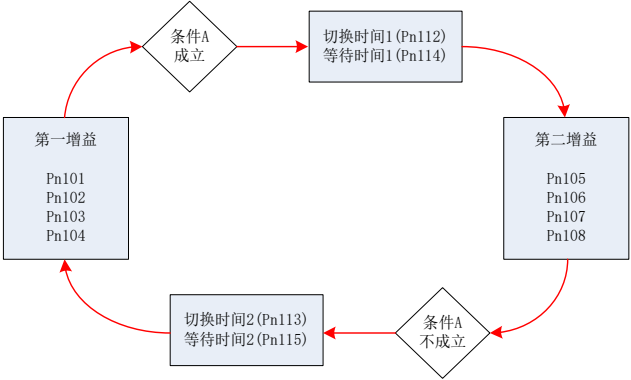 条件A
成立
切换时间1(Pn112)
等待时间1(Pn114)
第一增益
Pn101
Pn102
Pn103
Pn104
第二增益
Pn105
Pn106
Pn107
Pn108
切换时间2(Pn113)
等待时间2(Pn115)
条件A
不成立